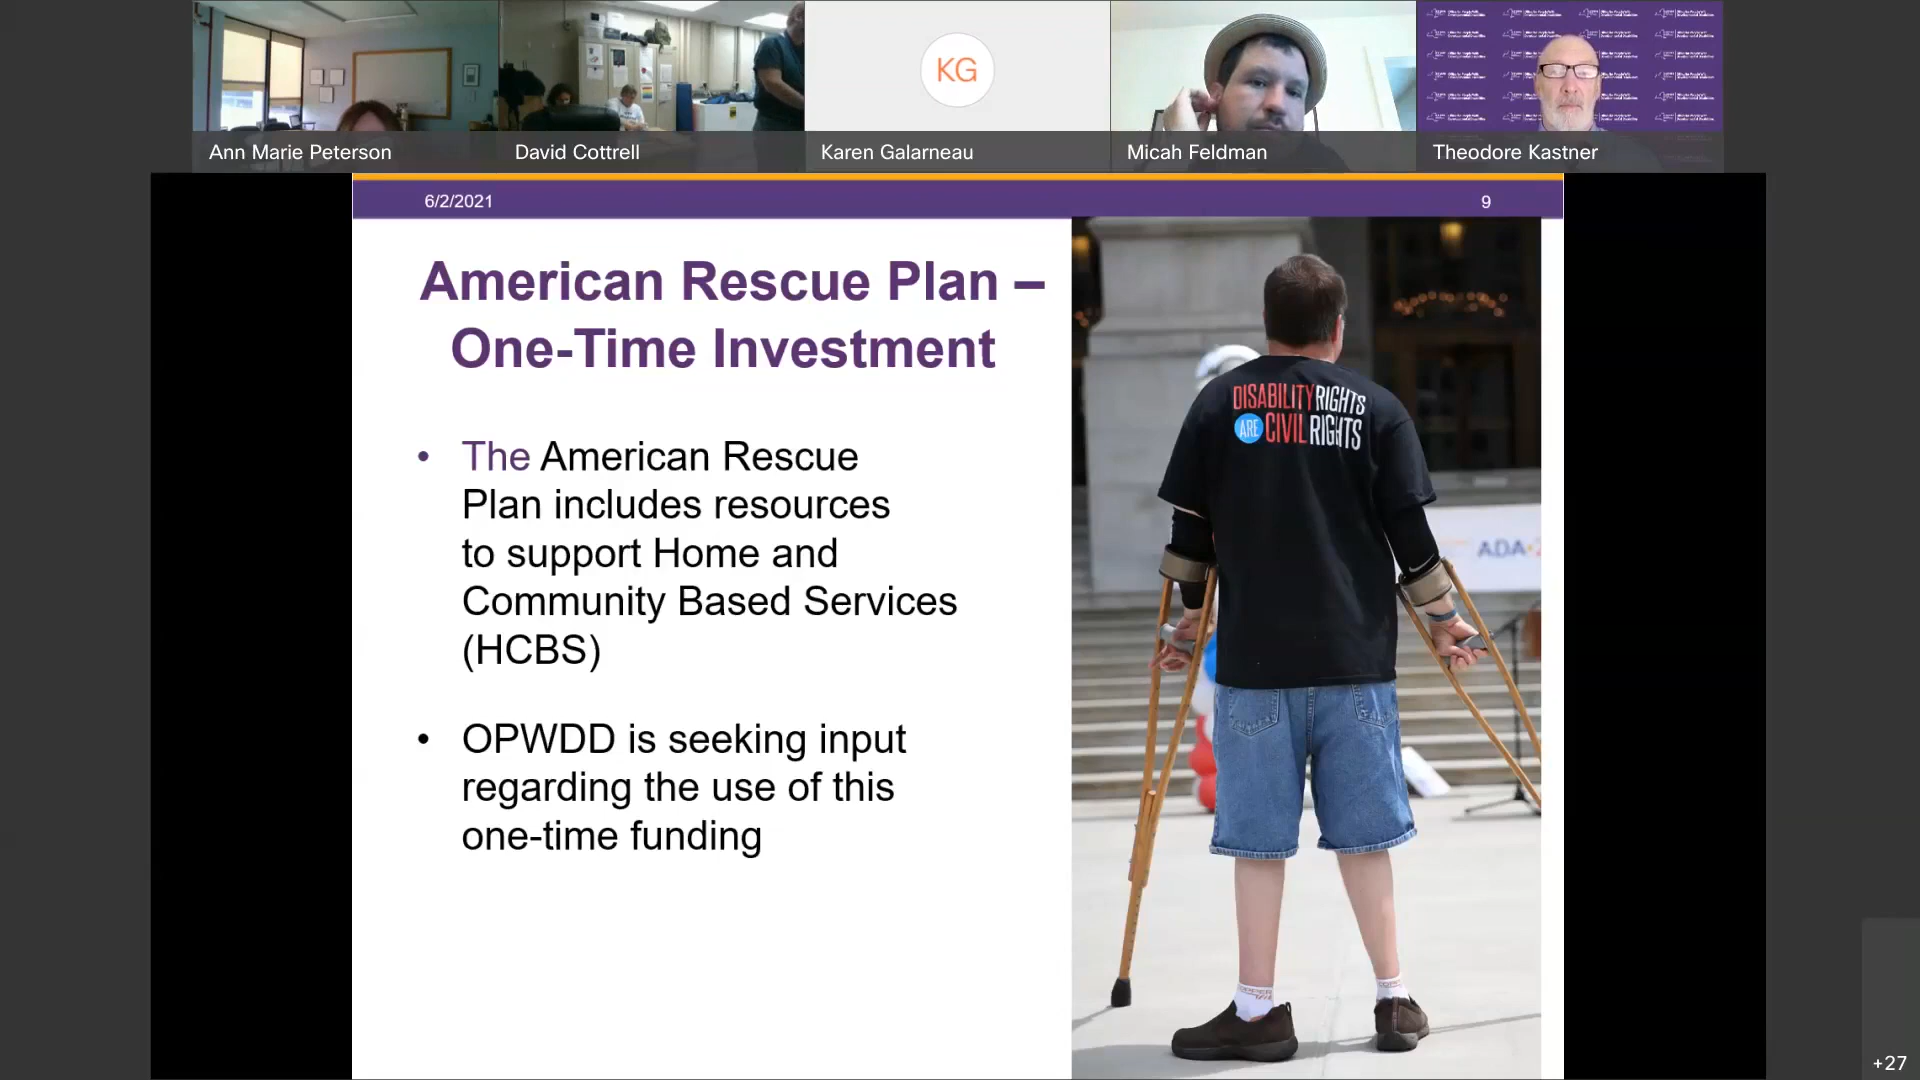 KG
Ann Marie Peterson
David Cottrell
Karen Galarneau
Micah Feldman
Theodore Kastner
6/2/2021
9
American Rescue Plan –
One-Time Investment
• The American Rescue
Plan includes resources
to support Home and
Community Based Services
(HCBS)
• OPWDD is seeking input
regarding the use of this
one-time funding
DISABILITY RIGHTS
ARE CIVIL RIGHTS
ADA
+27